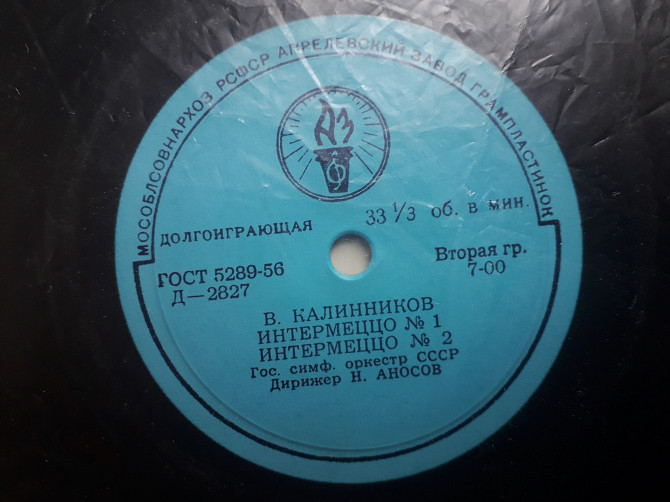 МОСОБЛСОВНАРХОЗ РСФСР АПРЕЛЕВСКИЙ ЗАВОД ГРАМПЛАСТИНОК
АЗ
ДОЛГОИГРАЮЩАЯ
33 1/3 об. в мин.
ГОСТ 5289-56
Д—2827
Вторая гр.
7-00
В. КАЛИННИКОВ
ИНТЕРМЕЦЦО № 1
ИНТЕРМЕЦЦО № 2
Гос. симф. оркестр СССР
Дирижер Н. АНОСОВ